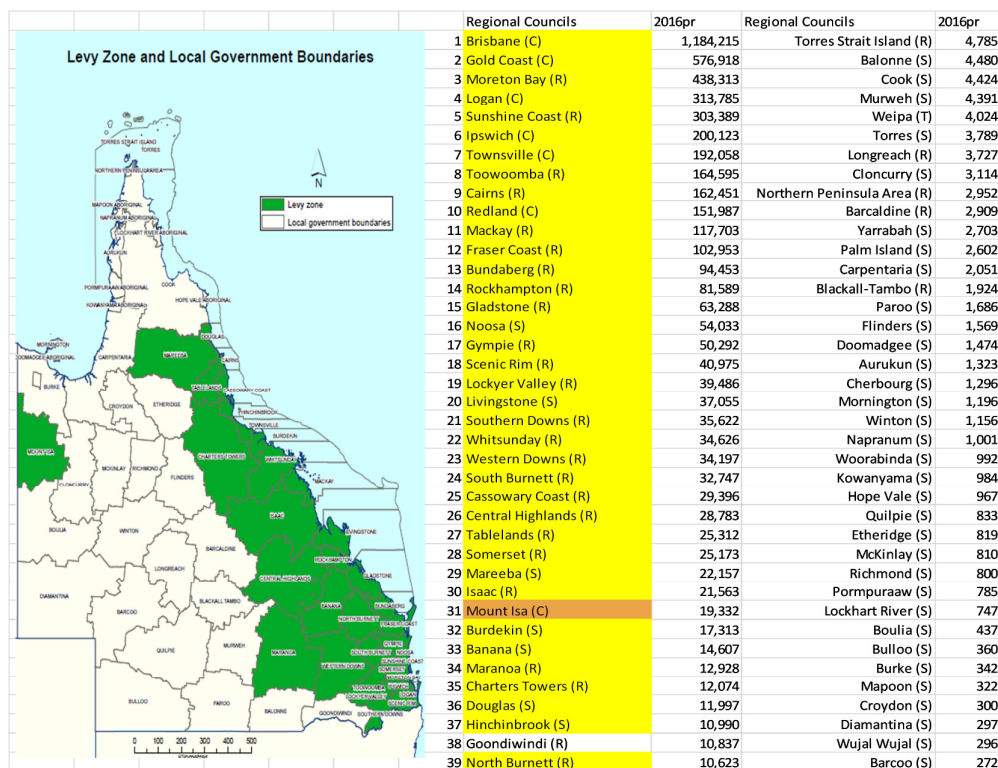 Regional Councils 2016pr Regional Councils 2016pr
1 Brisbane (C) 1,184,215 Torres Strait Island (R) 4,785
2 Gold Coast (C) 576,918 Balonne (S) 4,480
3 Moreton Bay (R) 438,313 Cook (S) 4,424
4 Logan (C) 313,785 Murweh (S) 4,391
5 Sunshine Coast (R) 303,389 Weipa (T) 4,024
6 Ipswich (C) 200,123 Torres (S) 3,789
7 Townsville (C) 192,058 Longreach (R) 3,727
8 Toowoomba (R) 164,595 Cloncurry (S) 3,114
9 Cairns (R) 162,451 Northern Peninsula Area (R) 2,952
10 Redland (C) 151,987 Barcaldine (R) 2,909
11 Mackay (R) 117,703 Yarrabah (S) 2,703
12 Fraser Coast (R) 102,953 Palm Island (S) 2,602
13 Bundaberg (R) 94,453 Carpentaria (S) 2,051
14 Rockhampton (R) 81,589 Blackall-Tambo (R) 1,924
15 Gladstone (R) 63,288 Paroo (S) 1,686
16 Noosa (S) 54,033 Flinders (S) 1,569
17 Gympie (R) 50,292 Doomadgee (S) 1,474
18 Scenic Rim (R) 40,975 Aurukun (S) 1,323
19 Lockyer Valley (R) 39,486 Cherbourg (S) 1,296
20 Livingstone (S) 37,055 Mornington (S) 1,196
21 Southern Downs (R) 35,622 Winton (S) 1,156
22 Whitsunday (R) 34,626 Napranum (S) 1,001
23 Western Downs (R) 34,197 Woorabinda (S) 992
24 South Burnett (R) 32,747 Kowanyama (S) 984
25 Cassowary Coast (R) 29,396 Hope Vale (S) 967
26 Central Highlands (R) 28,783 Quilpie (S) 833
27 Tablelands (R) 25,312 Etheridge (S) 819
28 Somerset (R) 25,173 McKinlay (S) 810
29 Mareeba (S) 22,157 Richmond (S) 800
30 Isaac (R) 21,563 Pormpuraaw (S) 785
31 Mount Isa (C) 19,332 Lockhart River (S) 747
32 Burdekin (S) 17,313 Boulia (S) 437
33 Banana (S) 14,607 Bulloo (S) 360
34 Maranoa (R) 12,928 Burke (S) 342
35 Charters Towers (R) 12,074 Mapoon (S) 322
36 Douglas (S) 11,997 Croydon (S) 300
37 Hinchinbrook (S) 10,990 Diamantina (S) 297
38 Goondiwindi (R) 10,837 Wujal Wujal (S) 296
39 North Burnett (R) 10,623 Barcoo (S) 272
Levy Zone and Local Government Boundaries
N
Levy zone
Local government boundaries
TORRES STRAIT ISLAND
TORRES
NORTHERN PENINSULA AREA
MAPOON ABORIGINAL
NAPRANUM ABORIGINAL
LOCKHART RIVER ABORIGINAL
AURUKUN
COOK
PORMPURAAW ABORIGINAL
HOPE VALE ABORIGINAL
KOWANYAMA ABORIGINAL
DOUGLAS
MORNINGTON
DOOMADGEE ABORIGINAL
CARPENTARIA
MAREEBA
CAIRNS
BURKE
TABLELANDS
CASSOWARY COAST
CROYDON
ETHERIDGE
HINCHINBROOK
TOWNSVILLE
BURDEKIN
MOUNT ISA
CHARTERS TOWERS
WHITSUNDAY
MCKINLAY
RICHMOND
FLINDERS
CLONCURRY
MACKAY
ISAAC
BOULIA
WINTON
LIVINGSTONE
BARCALDINE
ROCKHAMPTON
LONGREACH
CENTRAL HIGHLANDS
GLADSTONE
DIAMANTINA
BLACKALL TAMBO
BANANA
BUNDABERG
BARCOO
NORTH BURNETT
FRASER COAST
QUILPIE
MURWEH
MARANOA
GYMPIE
SOUTH BURNETT
NOOSA
SUNSHINE COAST
WESTERN DOWNS
SOMERSET
TOOWOOMBA
LOGAN
LOCKYER VALLEY
SCENIC RIM
BULLOO
PAROO
BALONNE
GOONDIWINDI
SOUTHERN DOWNS
0 100 200 300 400 500